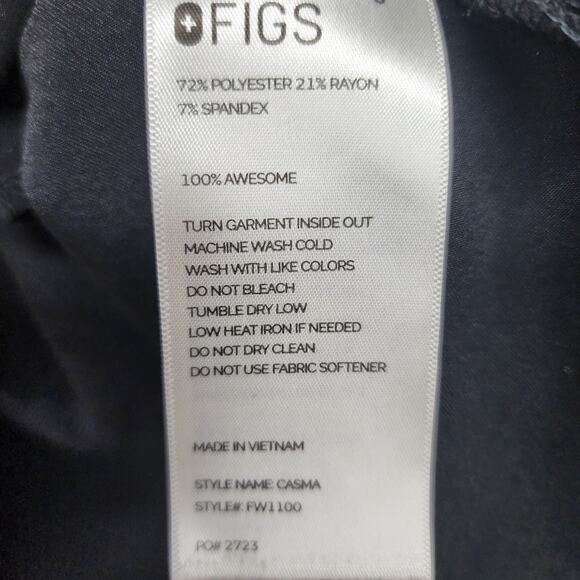 FIGS
72% POLYESTER 21% RAYON
7% SPANDEX
100% AWESOME
TURN GARMENT INSIDE OUT
MACHINE WASH COLD
WASH WITH LIKE COLORS
DO NOT BLEACH
TUMBLE DRY LOW
LOW HEAT IRON IF NEEDED
DO NOT DRY CLEAN
DO NOT USE FABRIC SOFTENER
MADE IN VIETNAM
STYLE NAME: CASMA
STYLE#: FW1100
PO# 2723